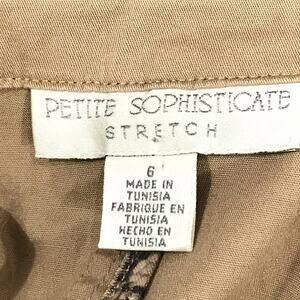 PETITE SOPHISTICATE
STRETCH
6
MADE IN
TUNISIA
FABRIQUE EN
TUNISIA
HECHO EN
TUNISIA